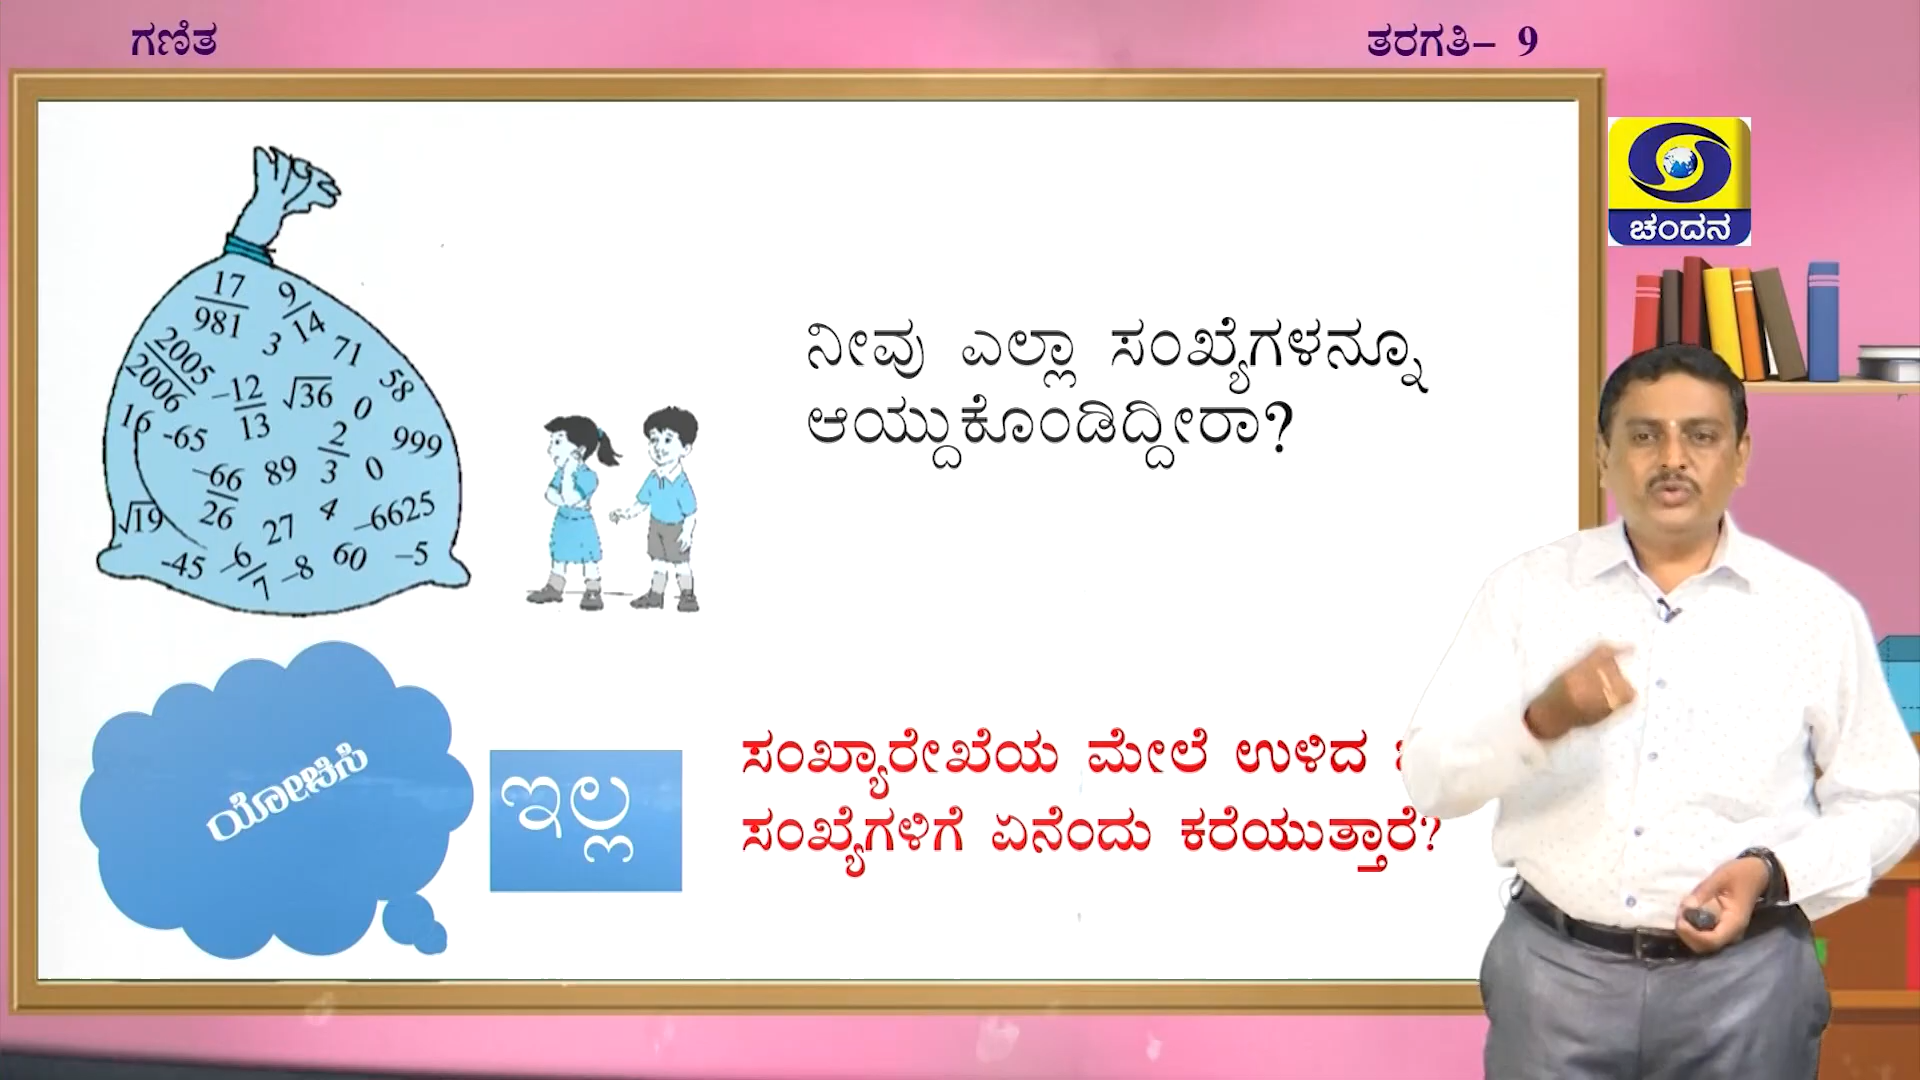 ಗಣಿತ
ತರಗತಿ– 9
ಚಂದನ
17/981 9/14
3 71
2005/2006 -12/13 √36 0 58
16 -65 2/3 999
-66/26 89 0
√19 27 4 -6625
-45 -6/7 -8 60 -5
ನೀವು ಎಲ್ಲಾ ಸಂಖ್ಯೆಗಳನ್ನೂ
ಆಯ್ದುಕೊಂಡಿದ್ದೀರಾ?
ಯೋಚಿಸಿ
ಇಲ್ಲ
ಸಂಖ್ಯಾರೇಖೆಯ ಮೇಲೆ ಉಳಿದ
ಸಂಖ್ಯೆಗಳಿಗೆ ಏನೆಂದು ಕರೆಯುತ್ತಾರೆ?